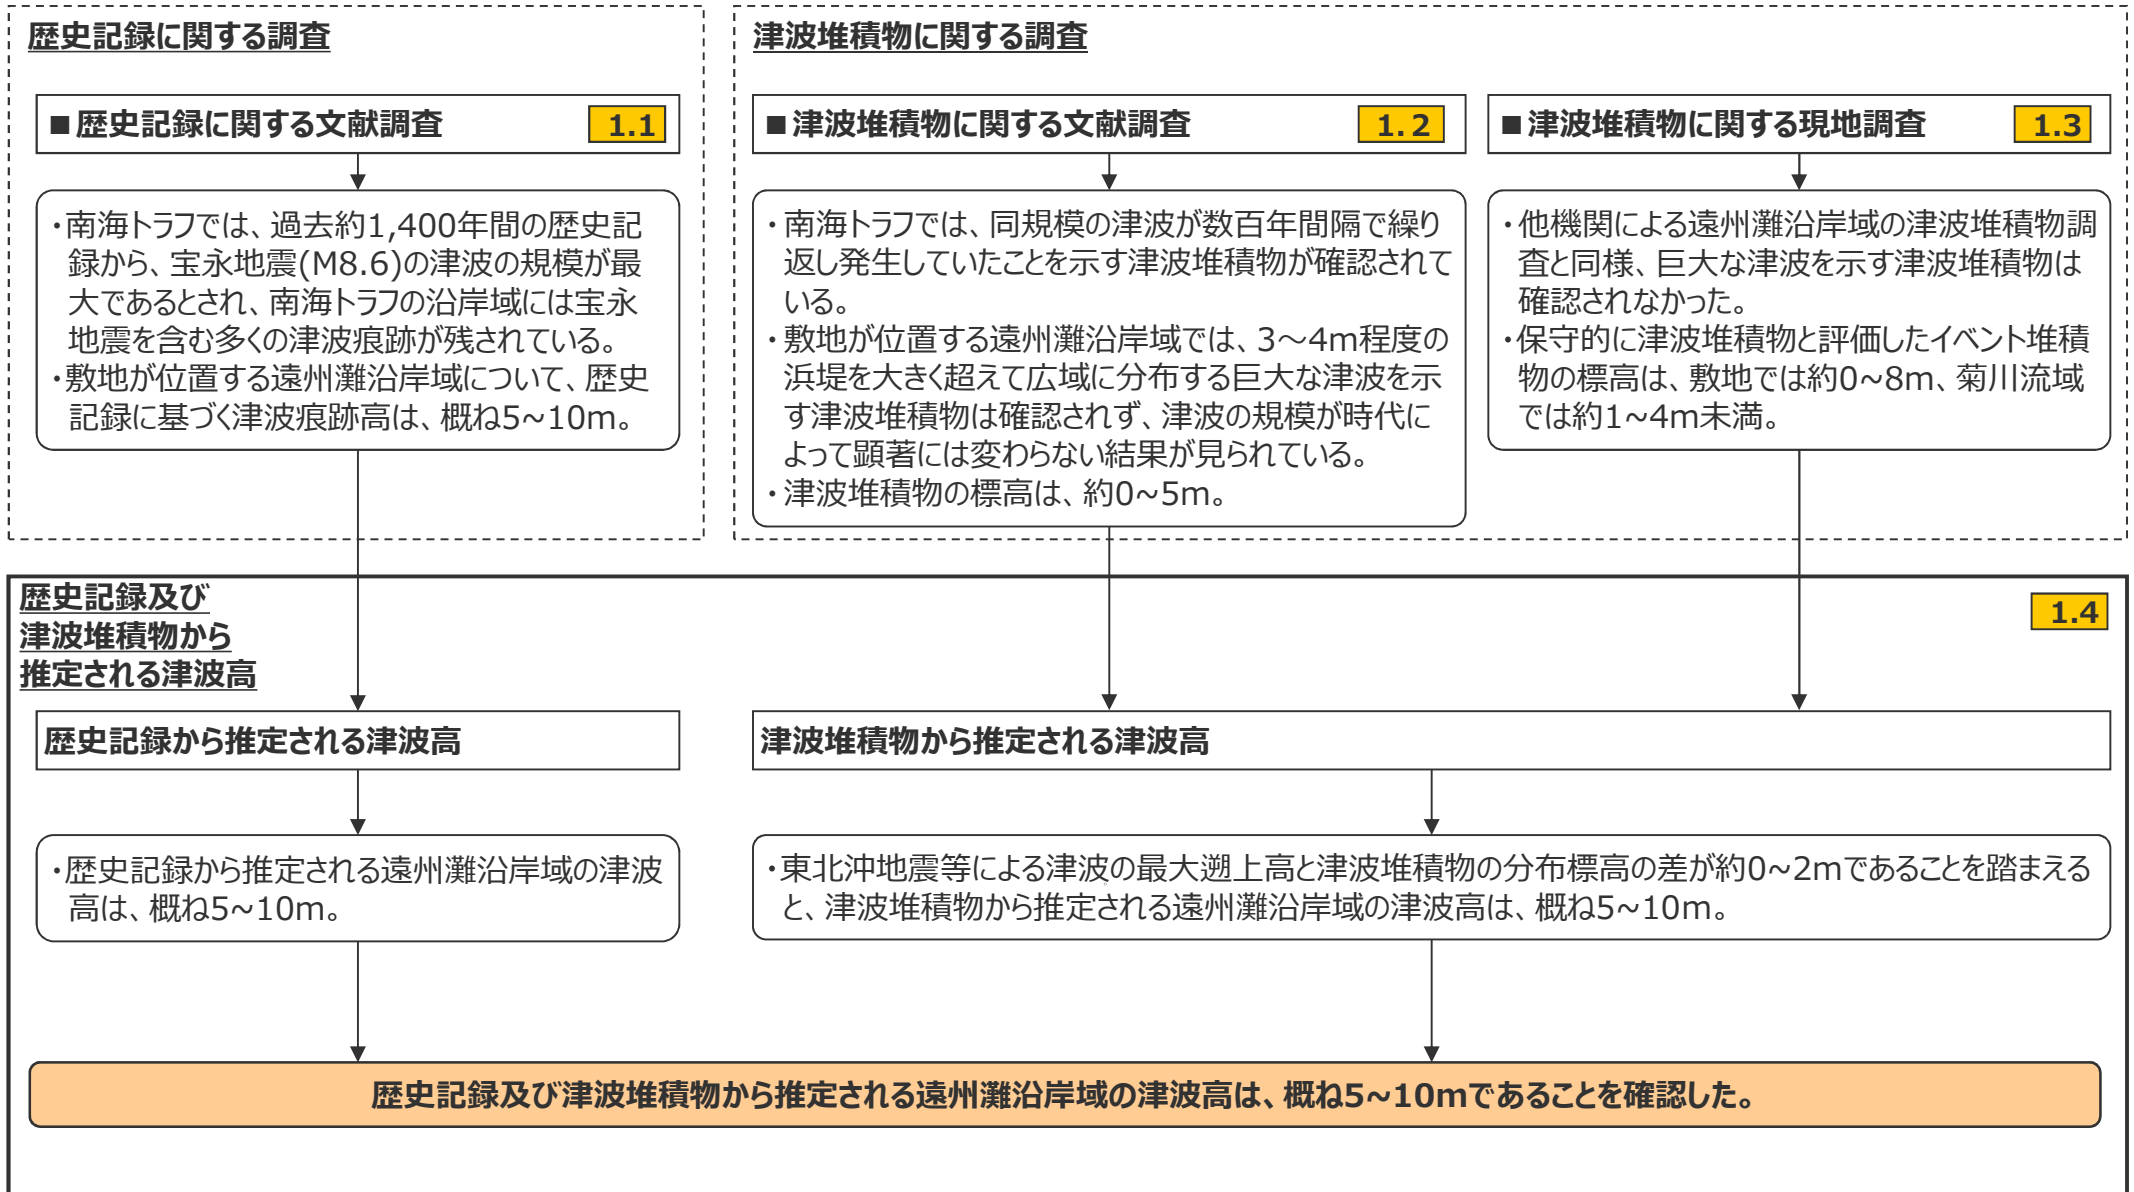 歴史記録に関する調査
■歴史記録に関する文献調査
1.1
・南海トラフでは、過去約1,400年間の歴史記
録から、宝永地震(M8.6)の津波の規模が最
大であるとされ、南海トラフの沿岸域には宝永
地震を含む多くの津波痕跡が残されている。
・敷地が位置する遠州灘沿岸域について、歴史
記録に基づく津波痕跡高は、概ね5~10m。
津波堆積物に関する調査
■津波堆積物に関する文献調査
1.2
・南海トラフでは、同規模の津波が数百年間隔で繰り
返し発生していたことを示す津波堆積物が確認されて
いる。
・敷地が位置する遠州灘沿岸域では、3～4m程度の
浜堤を大きく超えて広域に分布する巨大な津波を示
す津波堆積物は確認されず、津波の規模が時代に
よって顕著には変わらない結果が見られている。
・津波堆積物の標高は、約0~5m。
■津波堆積物に関する現地調査
1.3
・他機関による遠州灘沿岸域の津波堆積物調
査と同様、巨大な津波を示す津波堆積物は
確認されなかった。
・保守的に津波堆積物と評価したイベント堆積
物の標高は、敷地では約0~8m、菊川流域
では約1~4m未満。
歴史記録及び
津波堆積物から
推定される津波高
1.4
歴史記録から推定される津波高
・歴史記録から推定される遠州灘沿岸域の津波
高は、概ね5~10m。
津波堆積物から推定される津波高
・東北沖地震等による津波の最大遡上高と津波堆積物の分布標高の差が約0~2mであることを踏まえる
と、津波堆積物から推定される遠州灘沿岸域の津波高は、概ね5~10m。
歴史記録及び津波堆積物から推定される遠州灘沿岸域の津波高は、概ね5~10mであることを確認した。